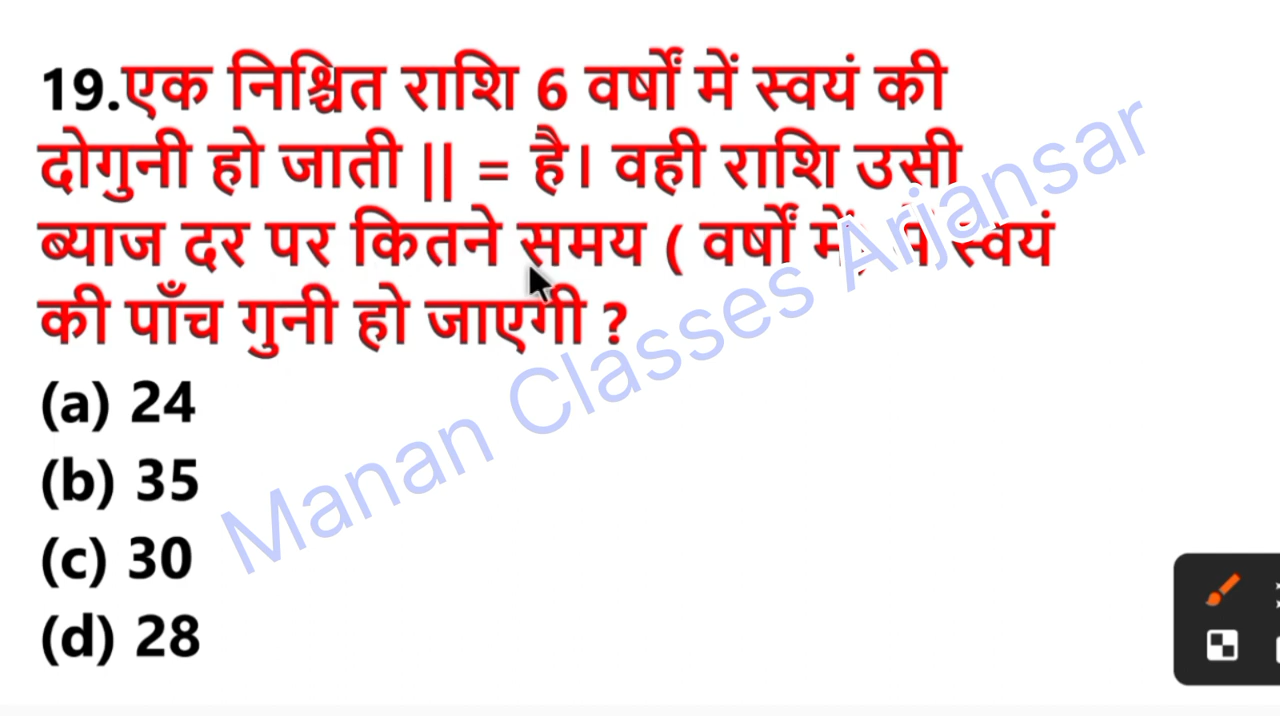 19.एक निश्चित राशि 6 वर्षों में स्वयं की
दोगुनी हो जाती || = है। वही राशि उसी
ब्याज दर पर कितने समय ( वर्षों में स्वयं
की पाँच गुनी हो जाएगी ?
(a) 24
(b) 35
(c) 30
(d) 28
Manan Classes Arjansar